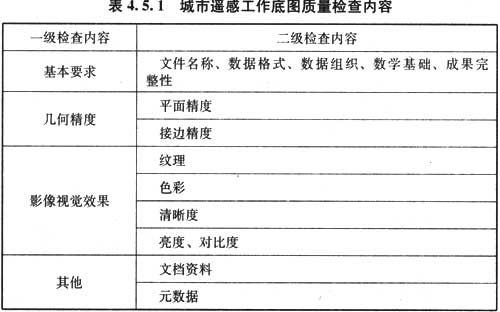 表 4.5.1 城市遥感工作底图质量检查内容
一级检查内容 二级检查内容
基本要求 文件名称、数据格式、数据组织、数学基础、成果完
整性
几何精度 平面精度
接边精度
影像视觉效果 纹理
色彩
清晰度
亮度、对比度
其他 文档资料
元数据